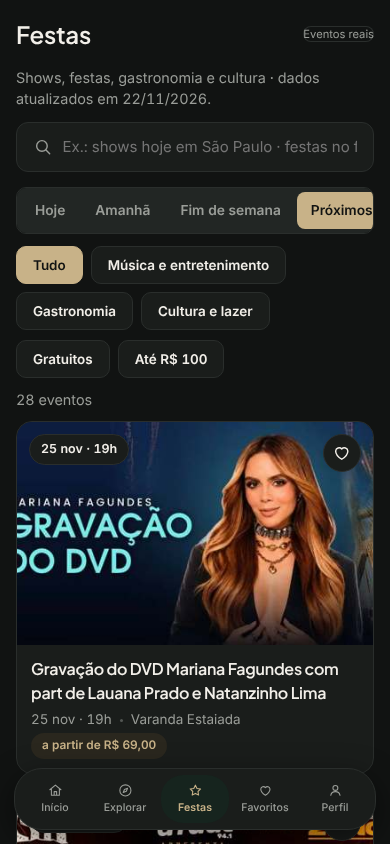 Festas
Eventos reais
Shows, festas, gastronomia e cultura · dados
atualizados em 22/11/2026.
Ex.: shows hoje em São Paulo · festas no f
Hoje
Amanhã
Fim de semana
Próximos
Tudo
Música e entretenimento
Gastronomia
Cultura e lazer
Gratuitos
Até R$ 100
28 eventos
25 nov · 19h
ARIANA FAGUNDES
GRAVAÇÃO
DO DVD
Gravação do DVD Mariana Fagundes com
part de Lauana Prado e Natanzinho Lima
25 nov · 19h • Varanda Estaiada
a partir de R$ 69,00
Início
Explorar
Festas
Favoritos
Perfil
94.1